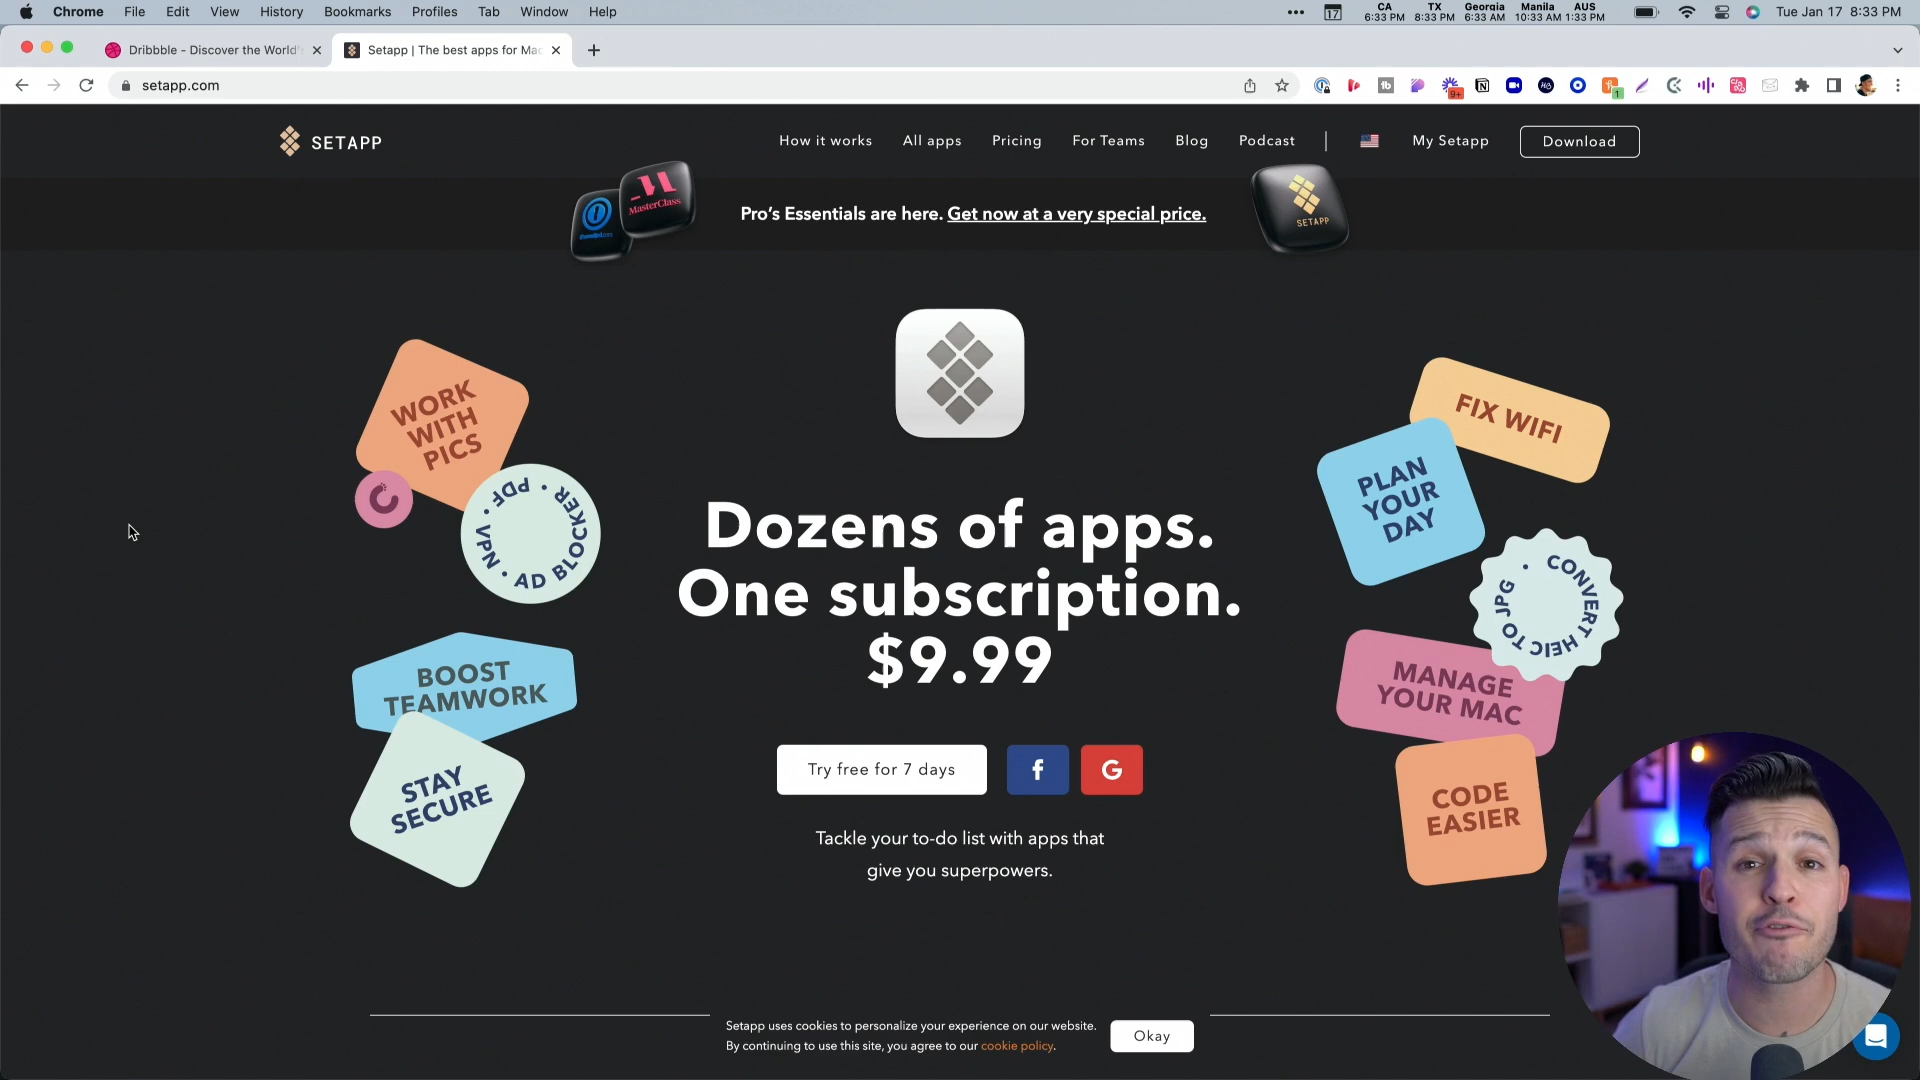 Chrome File Edit View History Bookmarks Profiles Tab Window Help
17
CA TX Georgia Manila AUS
6:33 PM 8:33 PM 6:33 AM 10:33 AM 1:33 PM
Tue Jan 17 8:33 PM
Dribbble - Discover the World's
Setapp | The best apps for Mac
setapp.com
9+
1
SETAPP
How it works All apps Pricing For Teams Blog Podcast My Setapp Download
MasterClass
Pro's Essentials are here. Get now at a very special price.
SETAPP
WORK
WITH
PICS
PDF • AD BLOCKER • VPN •
BOOST
TEAMWORK
STAY
SECURE
Dozens of apps.
One subscription.
$9.99
Try free for 7 days
f G
Tackle your to-do list with apps that
give you superpowers.
FIX WIFI
PLAN
YOUR
DAY
• CONVERT HEIC TO JPG
MANAGE
YOUR MAC
CODE
EASIER
Setapp uses cookies to personalize your experience on our website.
By continuing to use this site, you agree to our cookie policy.
Okay